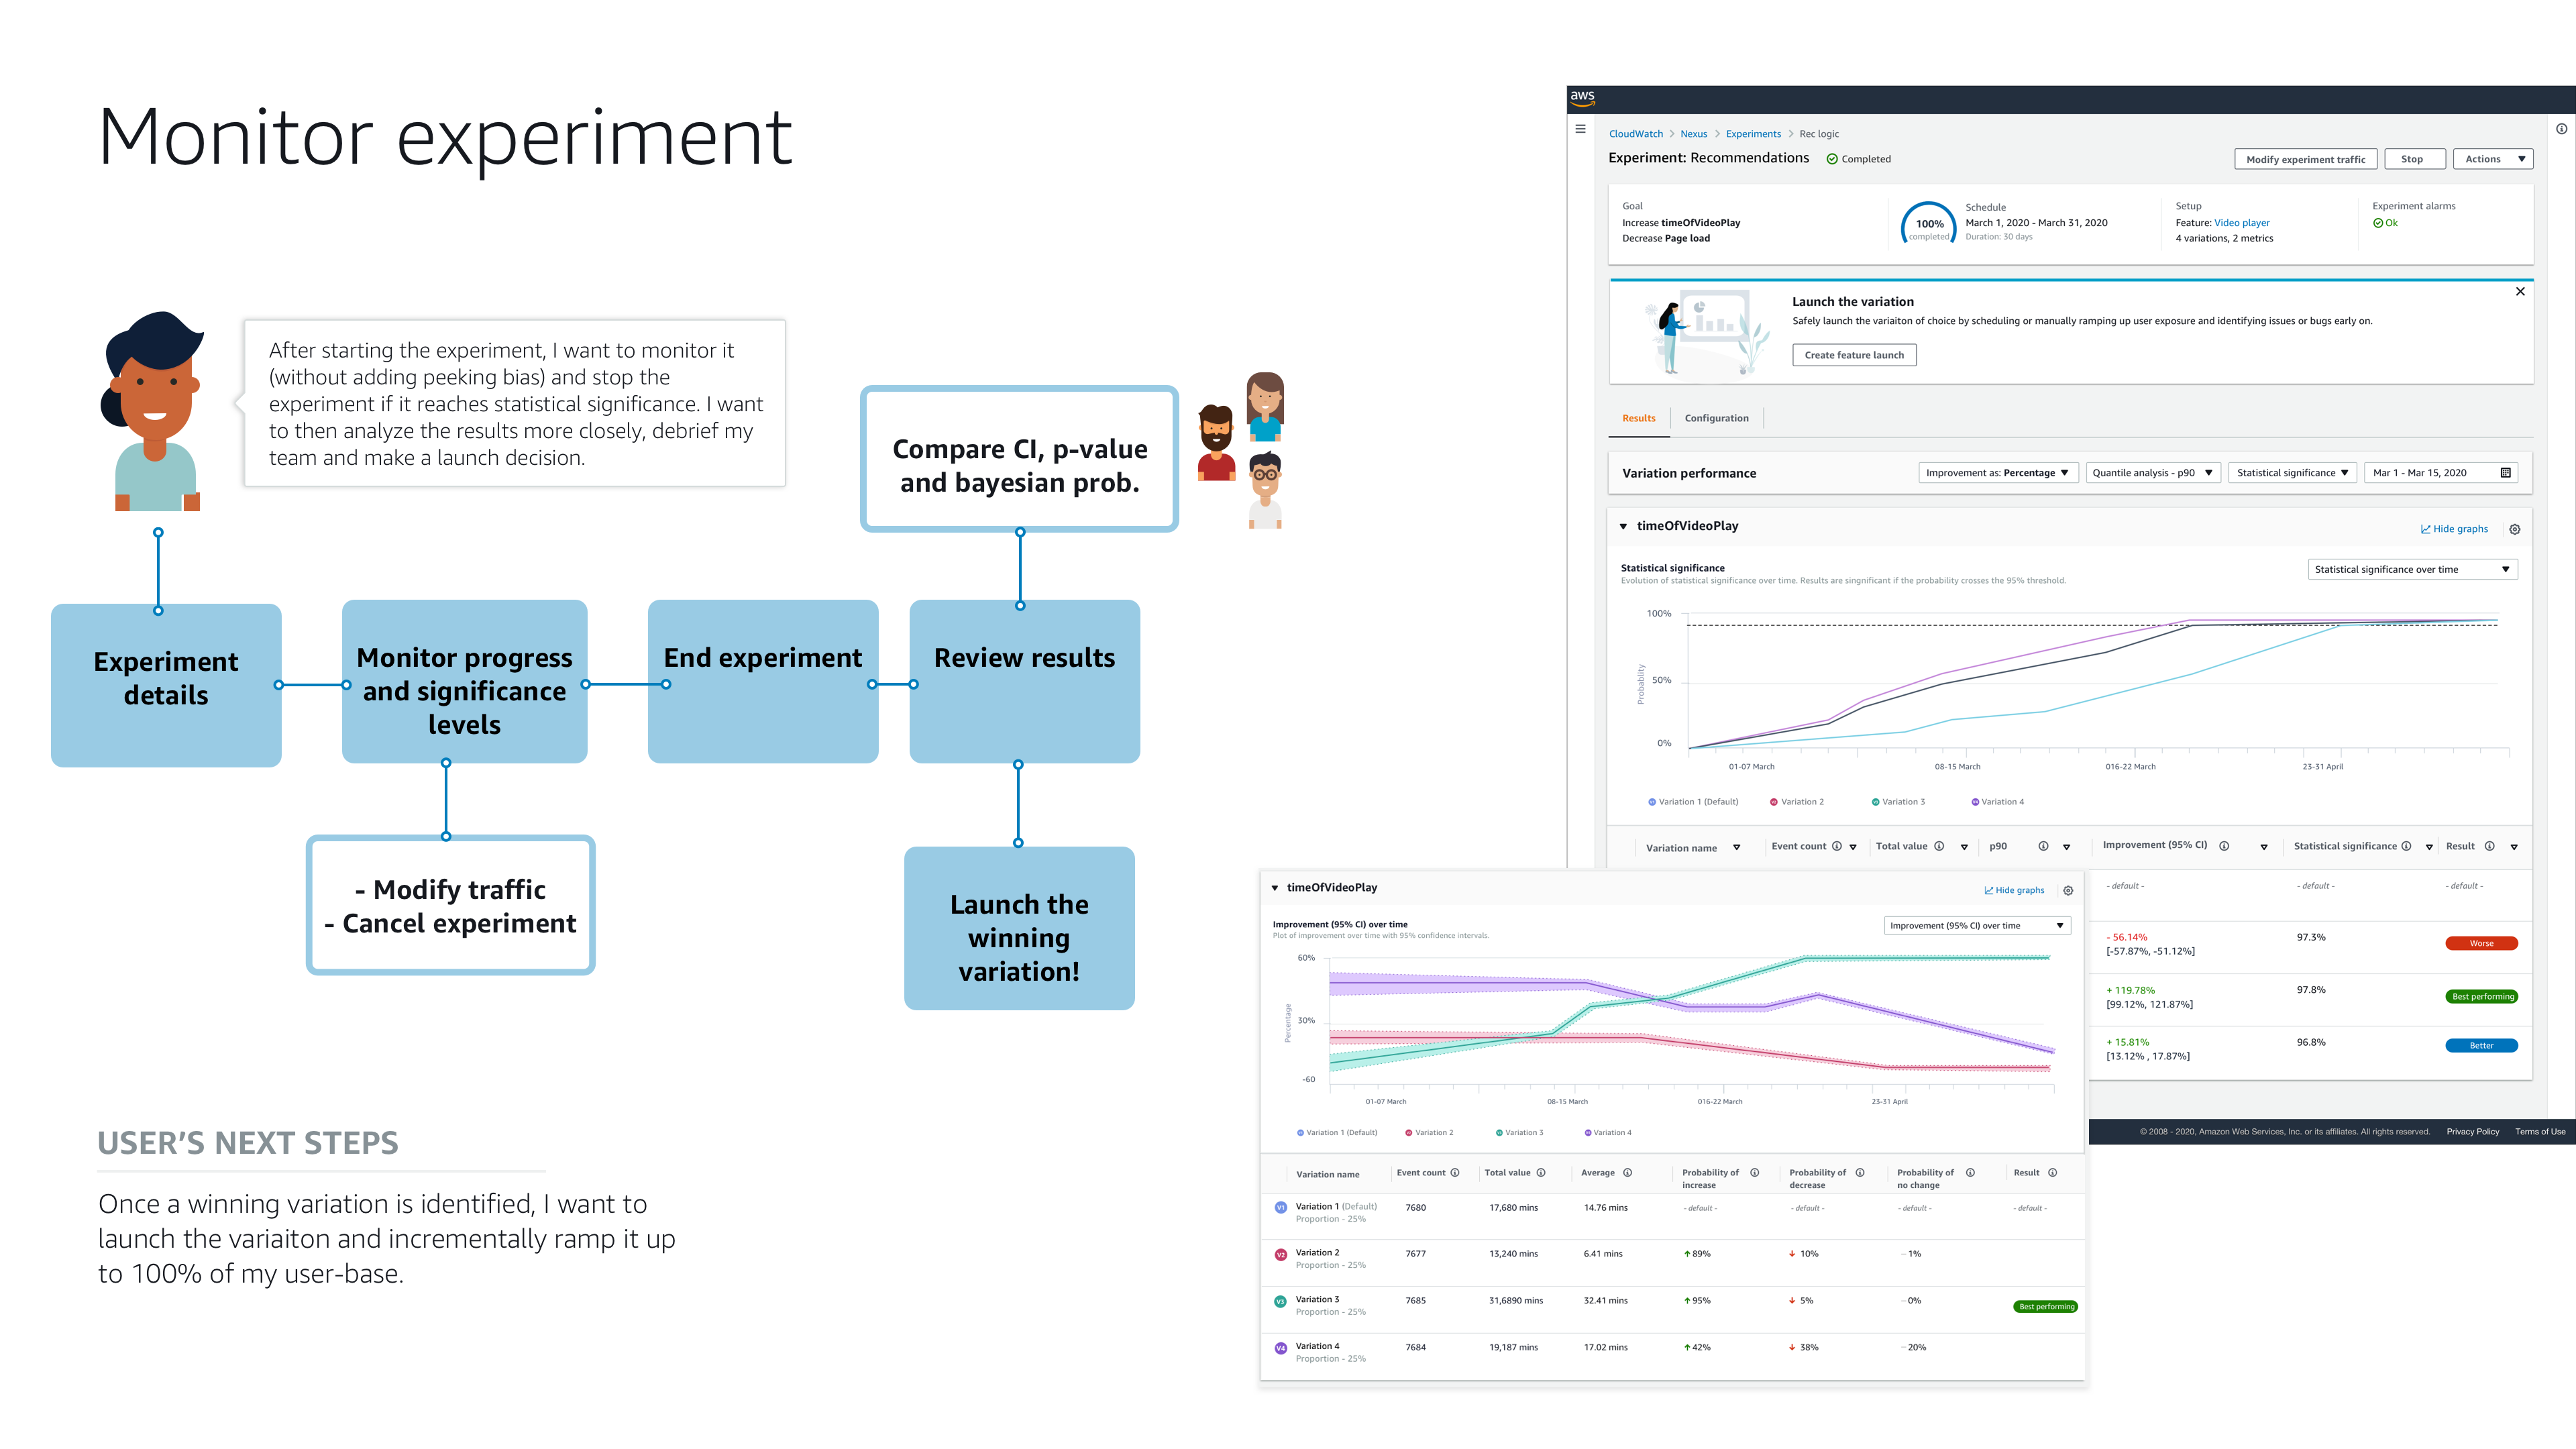 Monitor experiment
After starting the experiment, I want to monitor it
(without adding peeking bias) and stop the
experiment if it reaches statistical significance. I want
to then analyze the results more closely, debrief my
team and make a launch decision.
Compare CI, p-value
and bayesian prob.
Experiment
details
Monitor progress
and significance
levels
End experiment
Review results
- Modify traffic
- Cancel experiment
Launch the
winning
variation!
USER'S NEXT STEPS
Once a winning variation is identified, I want to
launch the variaiton and incrementally ramp it up
to 100% of my user-base.
aws
CloudWatch > Nexus > Experiments > Rec logic
Experiment: Recommendations Completed
Modify experiment traffic Stop Actions
Goal
Increase timeOfVideoPlay
Decrease Page load
100%
completed
Schedule
March 1, 2020 - March 31, 2020
Duration: 30 days
Setup
Feature: Video player
4 variations, 2 metrics
Experiment alarms
Ok
Launch the variation
Safely launch the variaiton of choice by scheduling or manually ramping up user exposure and identifying issues or bugs early on.
Create feature launch
Results Configuration
Variation performance Improvement as: Percentage Quantile analysis - p90 Statistical significance Mar 1 - Mar 15, 2020
timeOfVideoPlay Hide graphs
Statistical significance
Evolution of statistical significance over time. Results are singnificant if the probability crosses the 95% threshold.
Statistical significance over time
Probablity
100%
50%
0%
01-07 March 08-15 March 016-22 March 23-31 April
Variation 1 (Default) Variation 2 Variation 3 Variation 4
Variation name Event count Total value p90 Improvement (95% CI) Statistical significance Result
- default - - default - - default -
- 56.14% 97.3% Worse
[-57.87%, -51.12%]
+ 119.78% 97.8% Best performing
[99.12%, 121.87%]
+ 15.81% 96.8% Better
[13.12% , 17.87%]
© 2008 - 2020, Amazon Web Services, Inc. or its affiliates. All rights reserved. Privacy Policy Terms of Use
timeOfVideoPlay Hide graphs
Improvement (95% CI) over time
Plot of improvement over time with 95% confidence intervals.
Improvement (95% CI) over time
Percentage
60%
30%
-60
01-07 March 08-15 March 016-22 March 23-31 April
Variation 1 (Default) Variation 2 Variation 3 Variation 4
Variation name Event count Total value Average Probability of increase Probability of decrease Probability of no change Result
V1 Variation 1 (Default) 7680 17,680 mins 14.76 mins - default - - default - - default - - default -
Proportion - 25%
V2 Variation 2 7677 13,240 mins 6.41 mins 89% 10% 1%
Proportion - 25%
V3 Variation 3 7685 31,6890 mins 32.41 mins 95% 5% 0% Best performing
Proportion - 25%
V4 Variation 4 7684 19,187 mins 17.02 mins 42% 38% 20%
Proportion - 25%